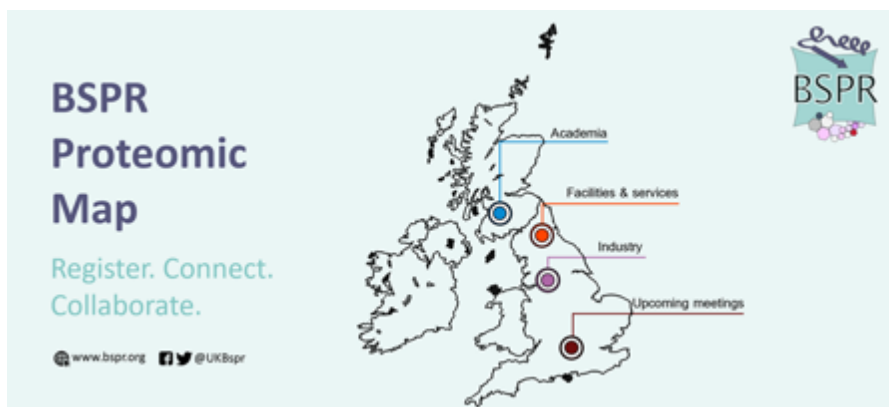 BSPR
Proteomic
Map
Register. Connect.
Collaborate.
www.bspr.org @UKBspr
Academia
Facilities & services
Industry
Upcoming meetings
BSPR